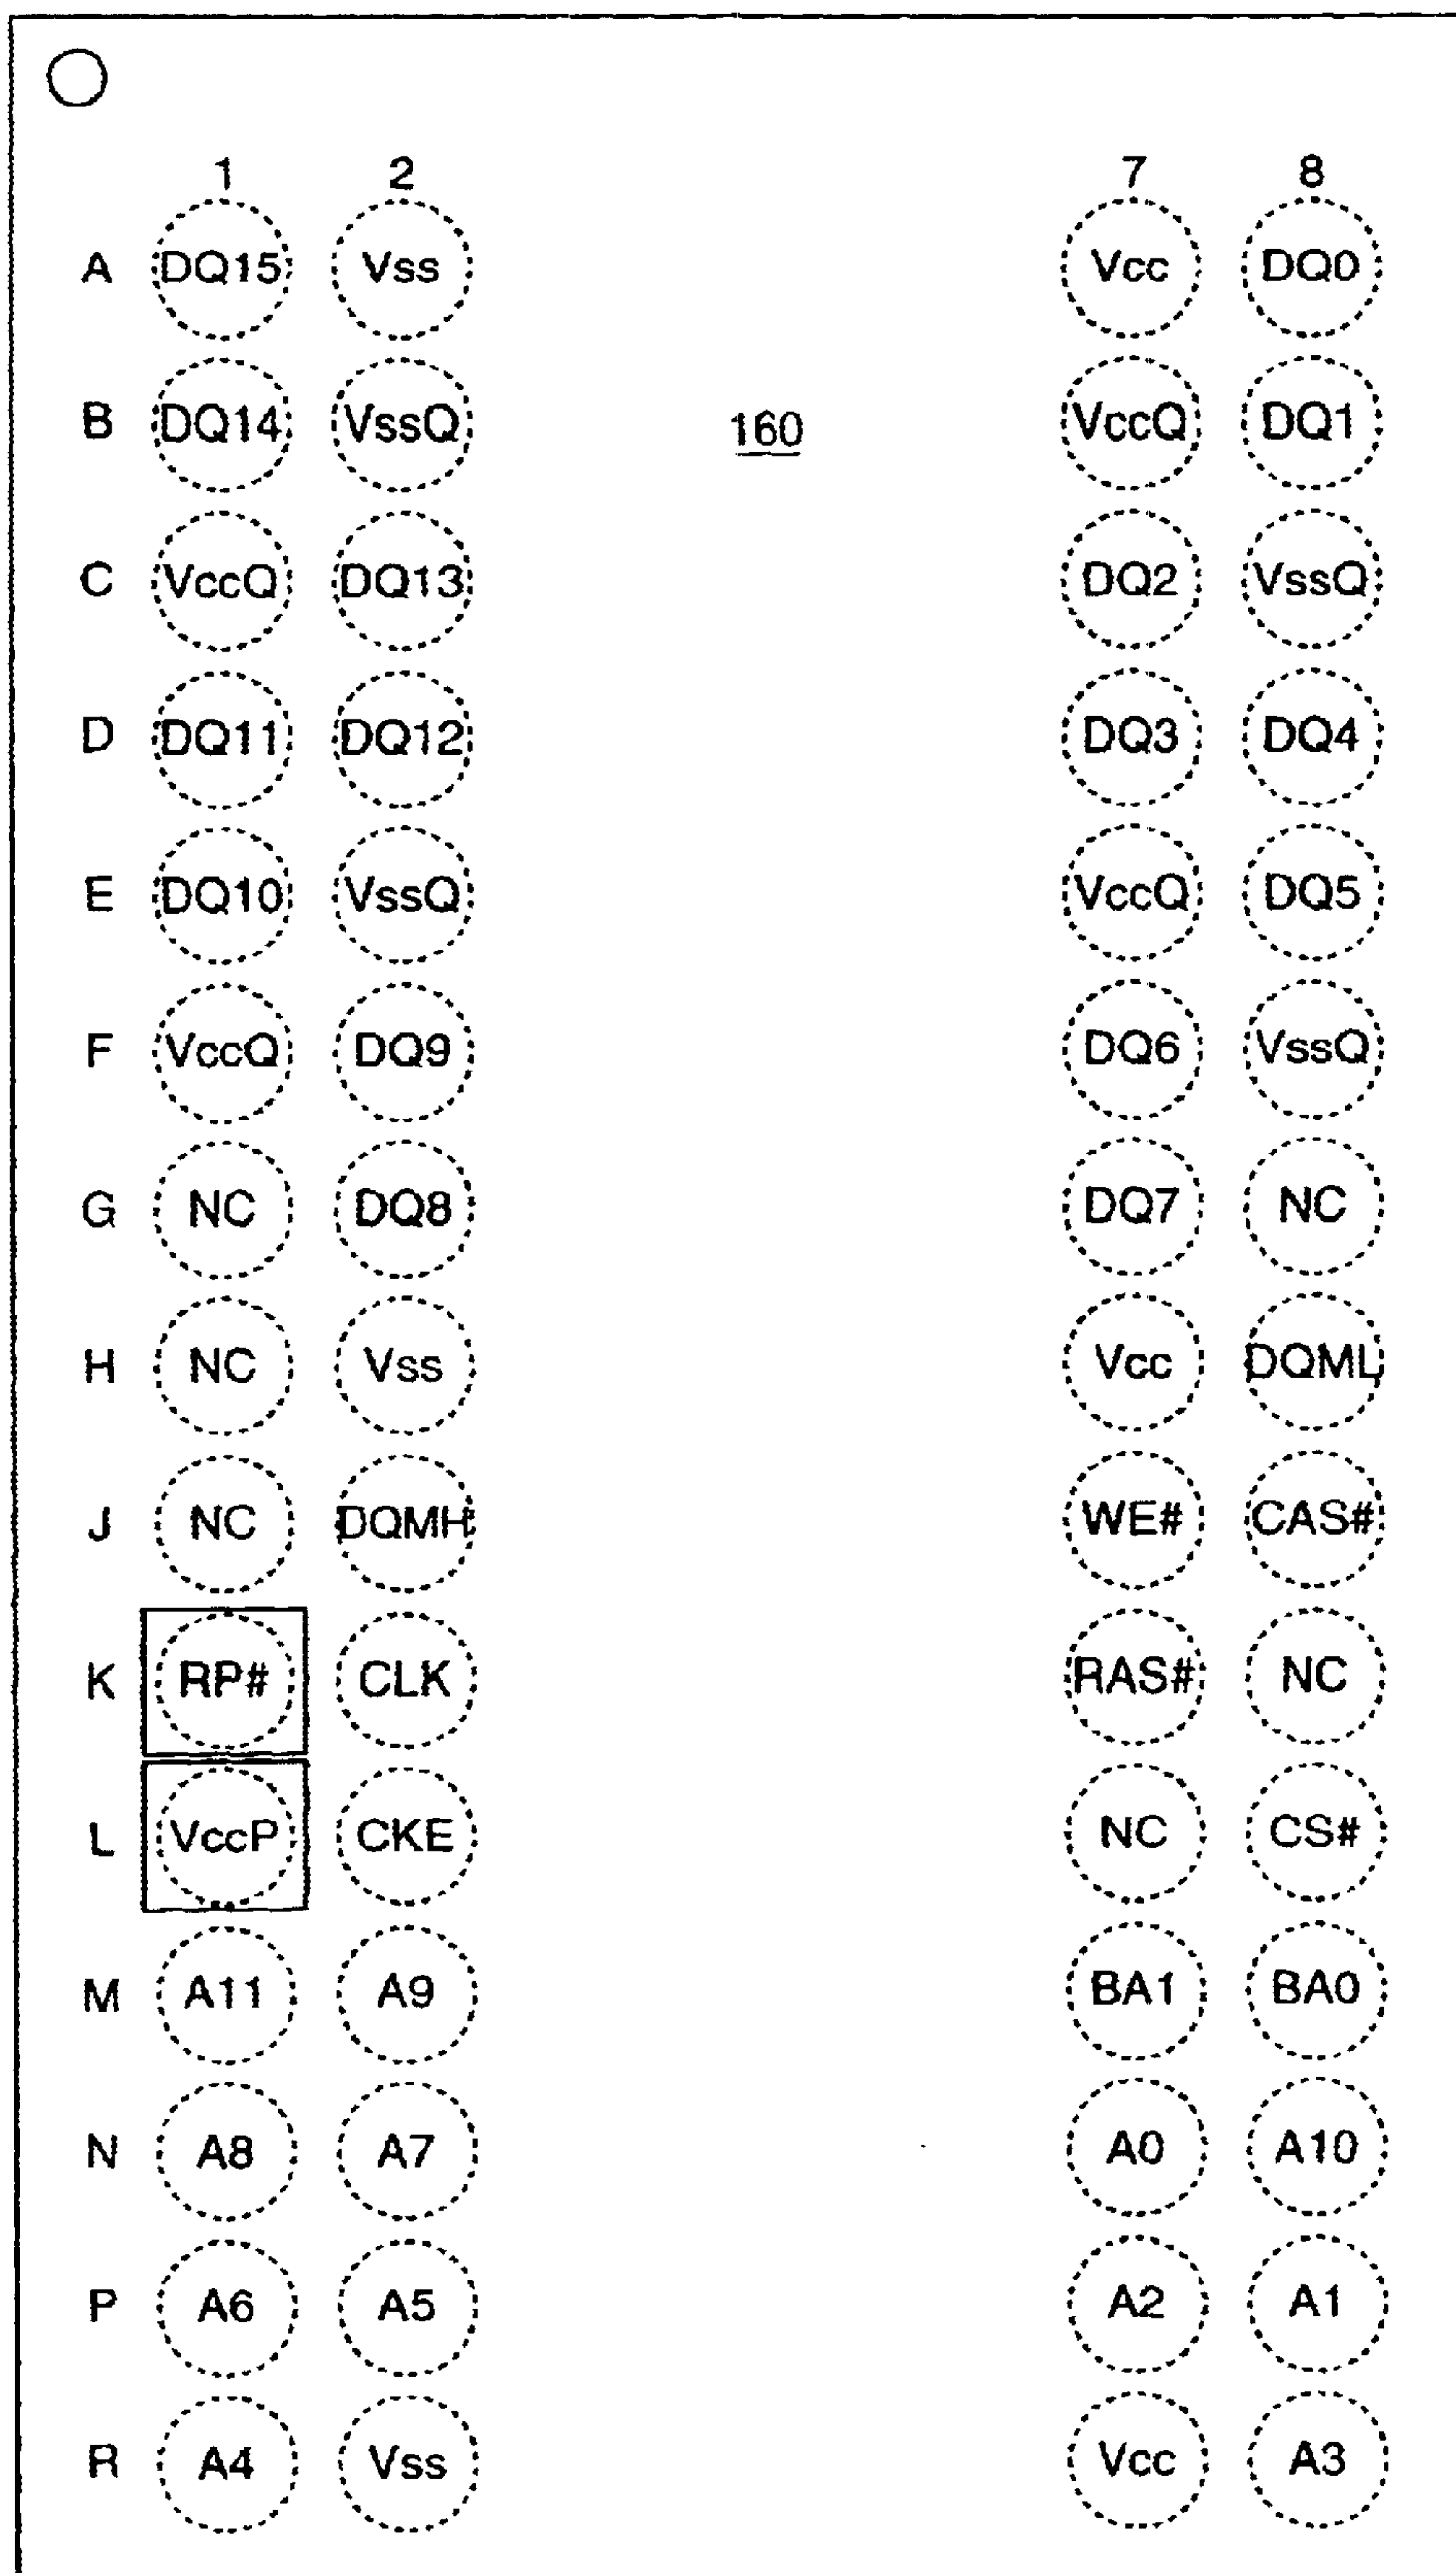 1 2 7 8
A DQ15 Vss Vcc DQ0
B DQ14 VssQ 160 VccQ DQ1
C VccQ DQ13 DQ2 VssQ
D DQ11 DQ12 DQ3 DQ4
E DQ10 VssQ VccQ DQ5
F VccQ DQ9 DQ6 VssQ
G NC DQ8 DQ7 NC
H NC Vss Vcc DQML
J NC DQMH WE# CAS#
K RP# CLK RAS# NC
L VccP CKE NC CS#
M A11 A9 BA1 BA0
N A8 A7 A0 A10
P A6 A5 A2 A1
R A4 Vss Vcc A3